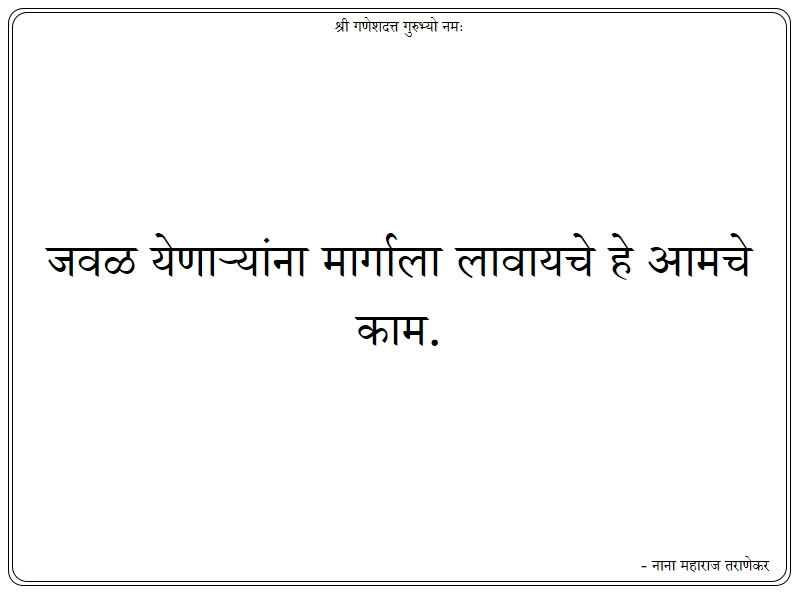 श्री गणेशदत्त गुरुभ्यो नमः
जवळ येणाऱ्यांना मार्गाला लावायचे हे आमचे
काम.
- नाना महाराज तराणेकर